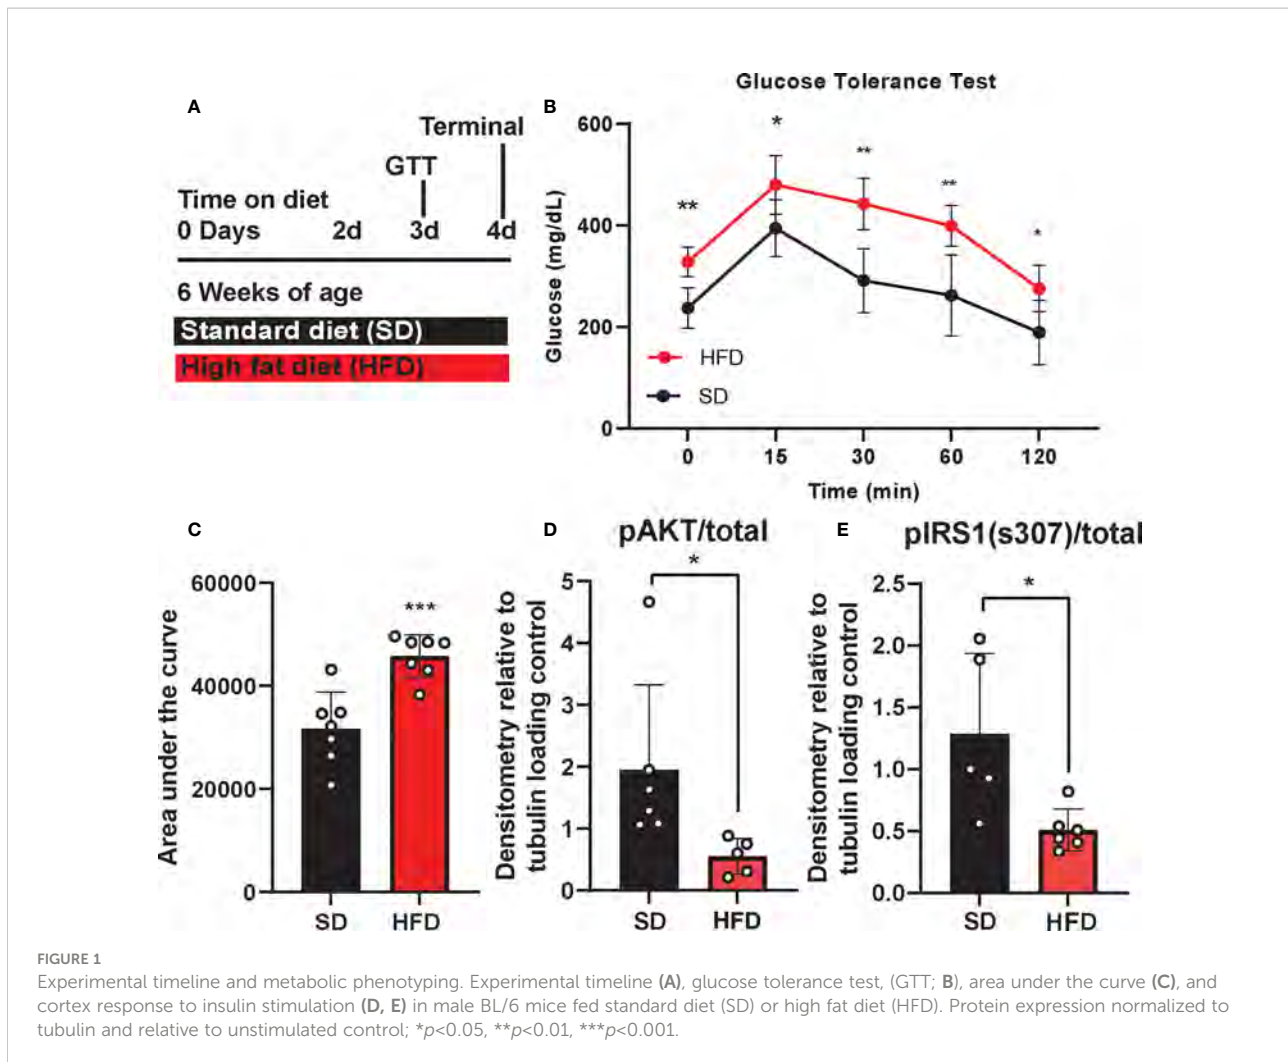 A
Terminal
GTT
Time on diet
0 Days 2d 3d 4d
6 Weeks of age
Standard diet (SD)
High fat diet (HFD)
B
Glucose Tolerance Test
Glucose (mg/dL)
600
400
200
0
* 
**
**
**
*
HFD
SD
0 15 30 60 120
Time (min)
C
Area under the curve
60000
40000
20000
0
***
SD HFD
D
pAKT/total
Densitometry relative to
tubulin loading control
5
4
3
2
1
0
*
SD HFD
E
pIRS1(s307)/total
Densitometry relative to
tubulin loading control
2.5
2.0
1.5
1.0
0.5
0.0
*
SD HFD
FIGURE 1
Experimental timeline and metabolic phenotyping. Experimental timeline (A), glucose tolerance test, (GTT; B), area under the curve (C), and
cortex response to insulin stimulation (D, E) in male BL/6 mice fed standard diet (SD) or high fat diet (HFD). Protein expression normalized to
tubulin and relative to unstimulated control; *p<0.05, **p<0.01, ***p<0.001.